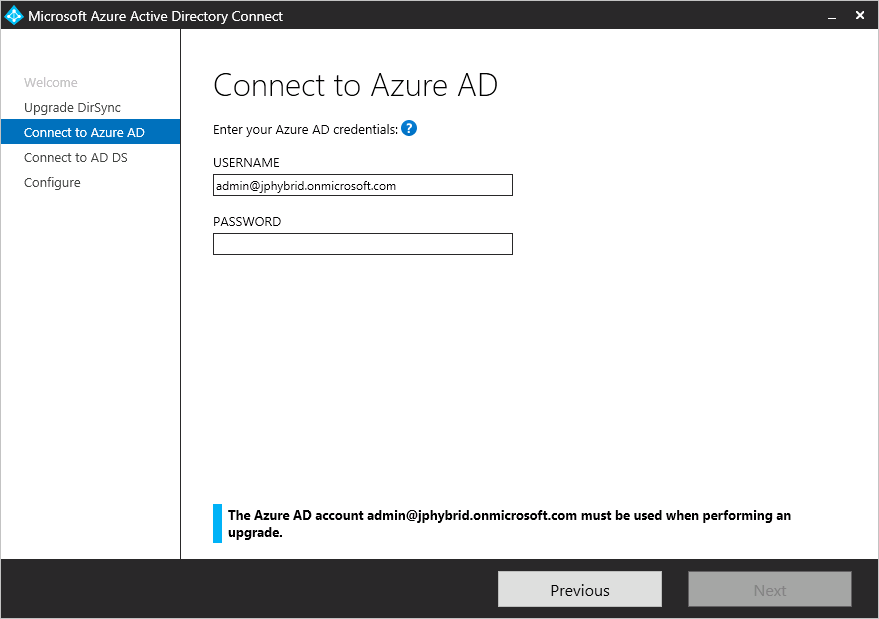 Microsoft Azure Active Directory Connect
Welcome
Upgrade DirSync
Connect to Azure AD
Connect to AD DS
Configure
Connect to Azure AD
Enter your Azure AD credentials: ?
USERNAME
admin@jphybrid.onmicrosoft.com
PASSWORD
The Azure AD account admin@jphybrid.onmicrosoft.com must be used when performing an
upgrade.
Previous
Next